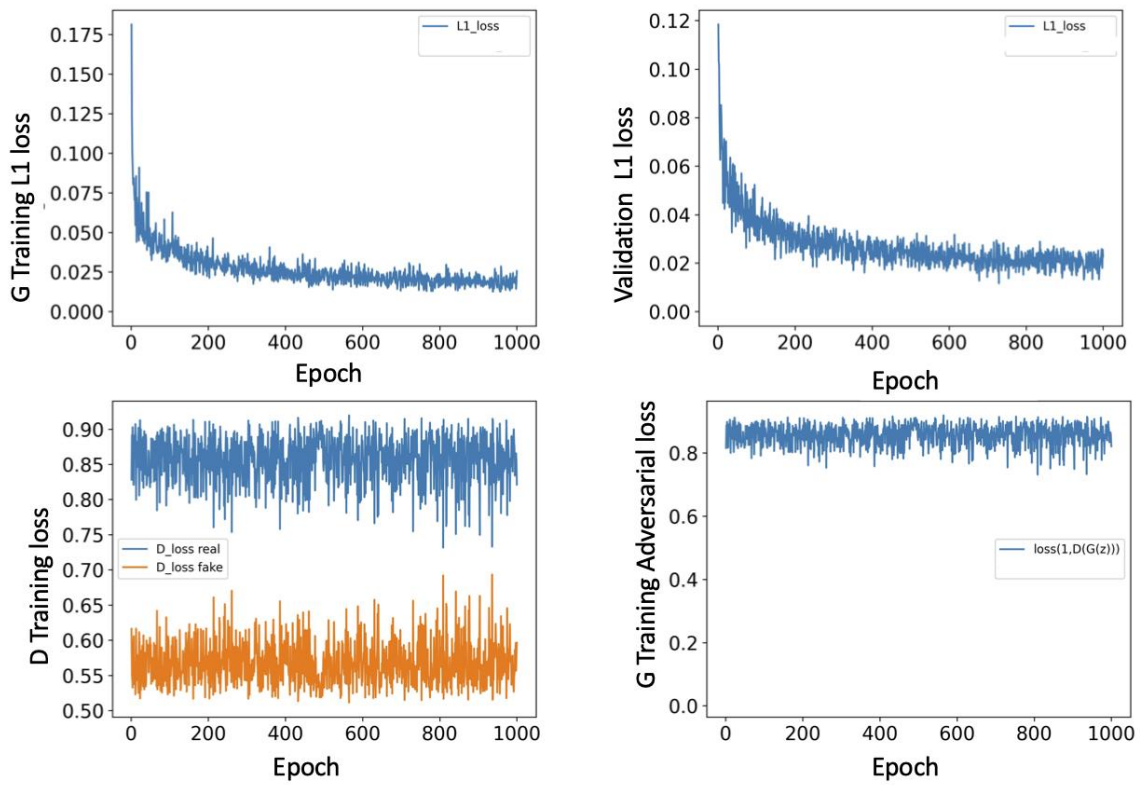 G Training L1 loss
0.175
0.150
0.125
0.100
0.075
0.050
0.025
0.000
L1_loss
0 200 400 600 800 1000
Epoch
Validation L1 loss
0.12
0.10
0.08
0.06
0.04
0.02
0.00
L1_loss
0 200 400 600 800 1000
Epoch
D Training loss
0.90
0.85
0.80
0.75
0.70
0.65
0.60
0.55
0.50
D_loss real
D_loss fake
0 200 400 600 800 1000
Epoch
G Training Adversarial loss
0.8
0.6
0.4
0.2
0.0
loss(1,D(G(z)))
0 200 400 600 800 1000
Epoch